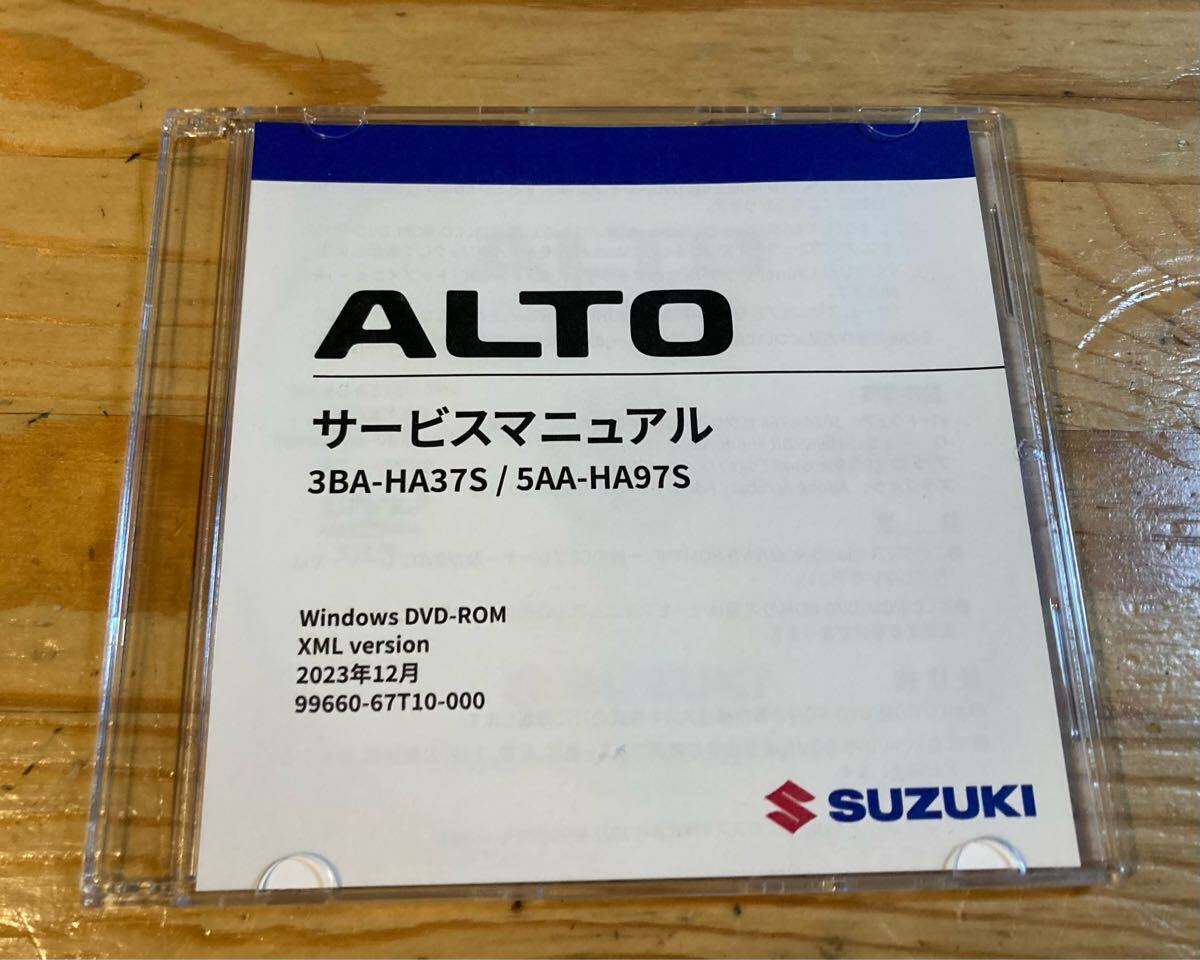 ALTO
サービスマニュアル
3BA-HA37S / 5AA-HA97S
Windows DVD-ROM
XML version
2023年12月
99660-67T10-000
SUZUKI